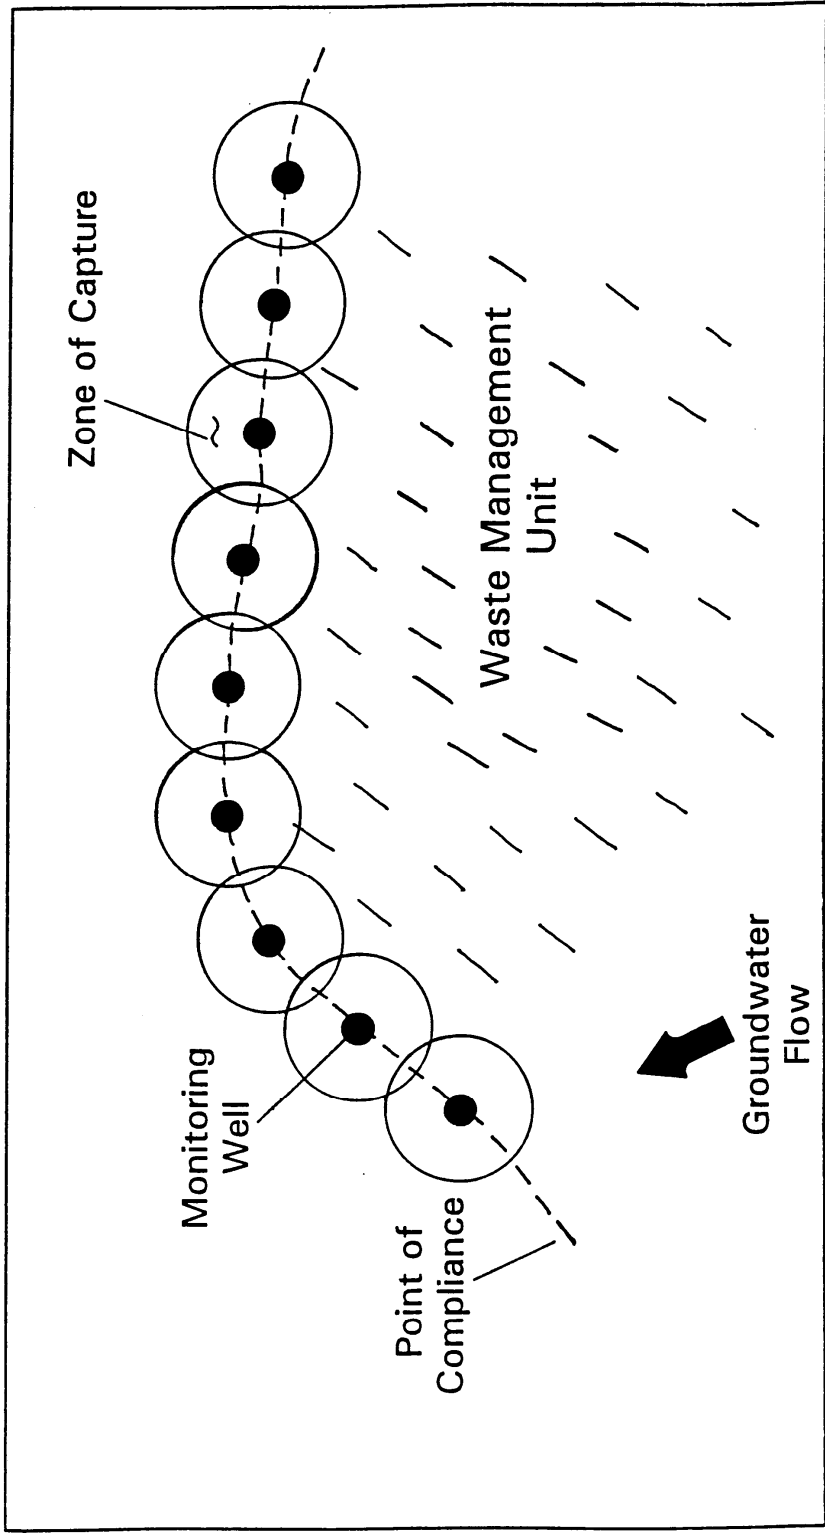 Zone of Capture
Monitoring
Well
Waste Management
Unit
Point of
Compliance
Groundwater
Flow